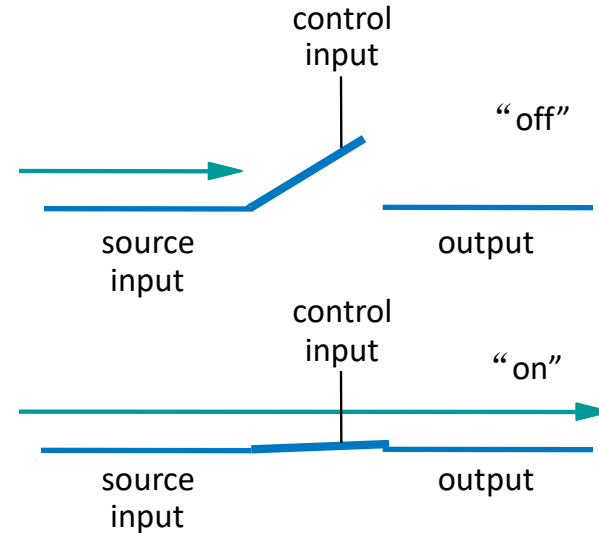 control
input
“off”
source
input
output
control
input
“on”
source
input
output